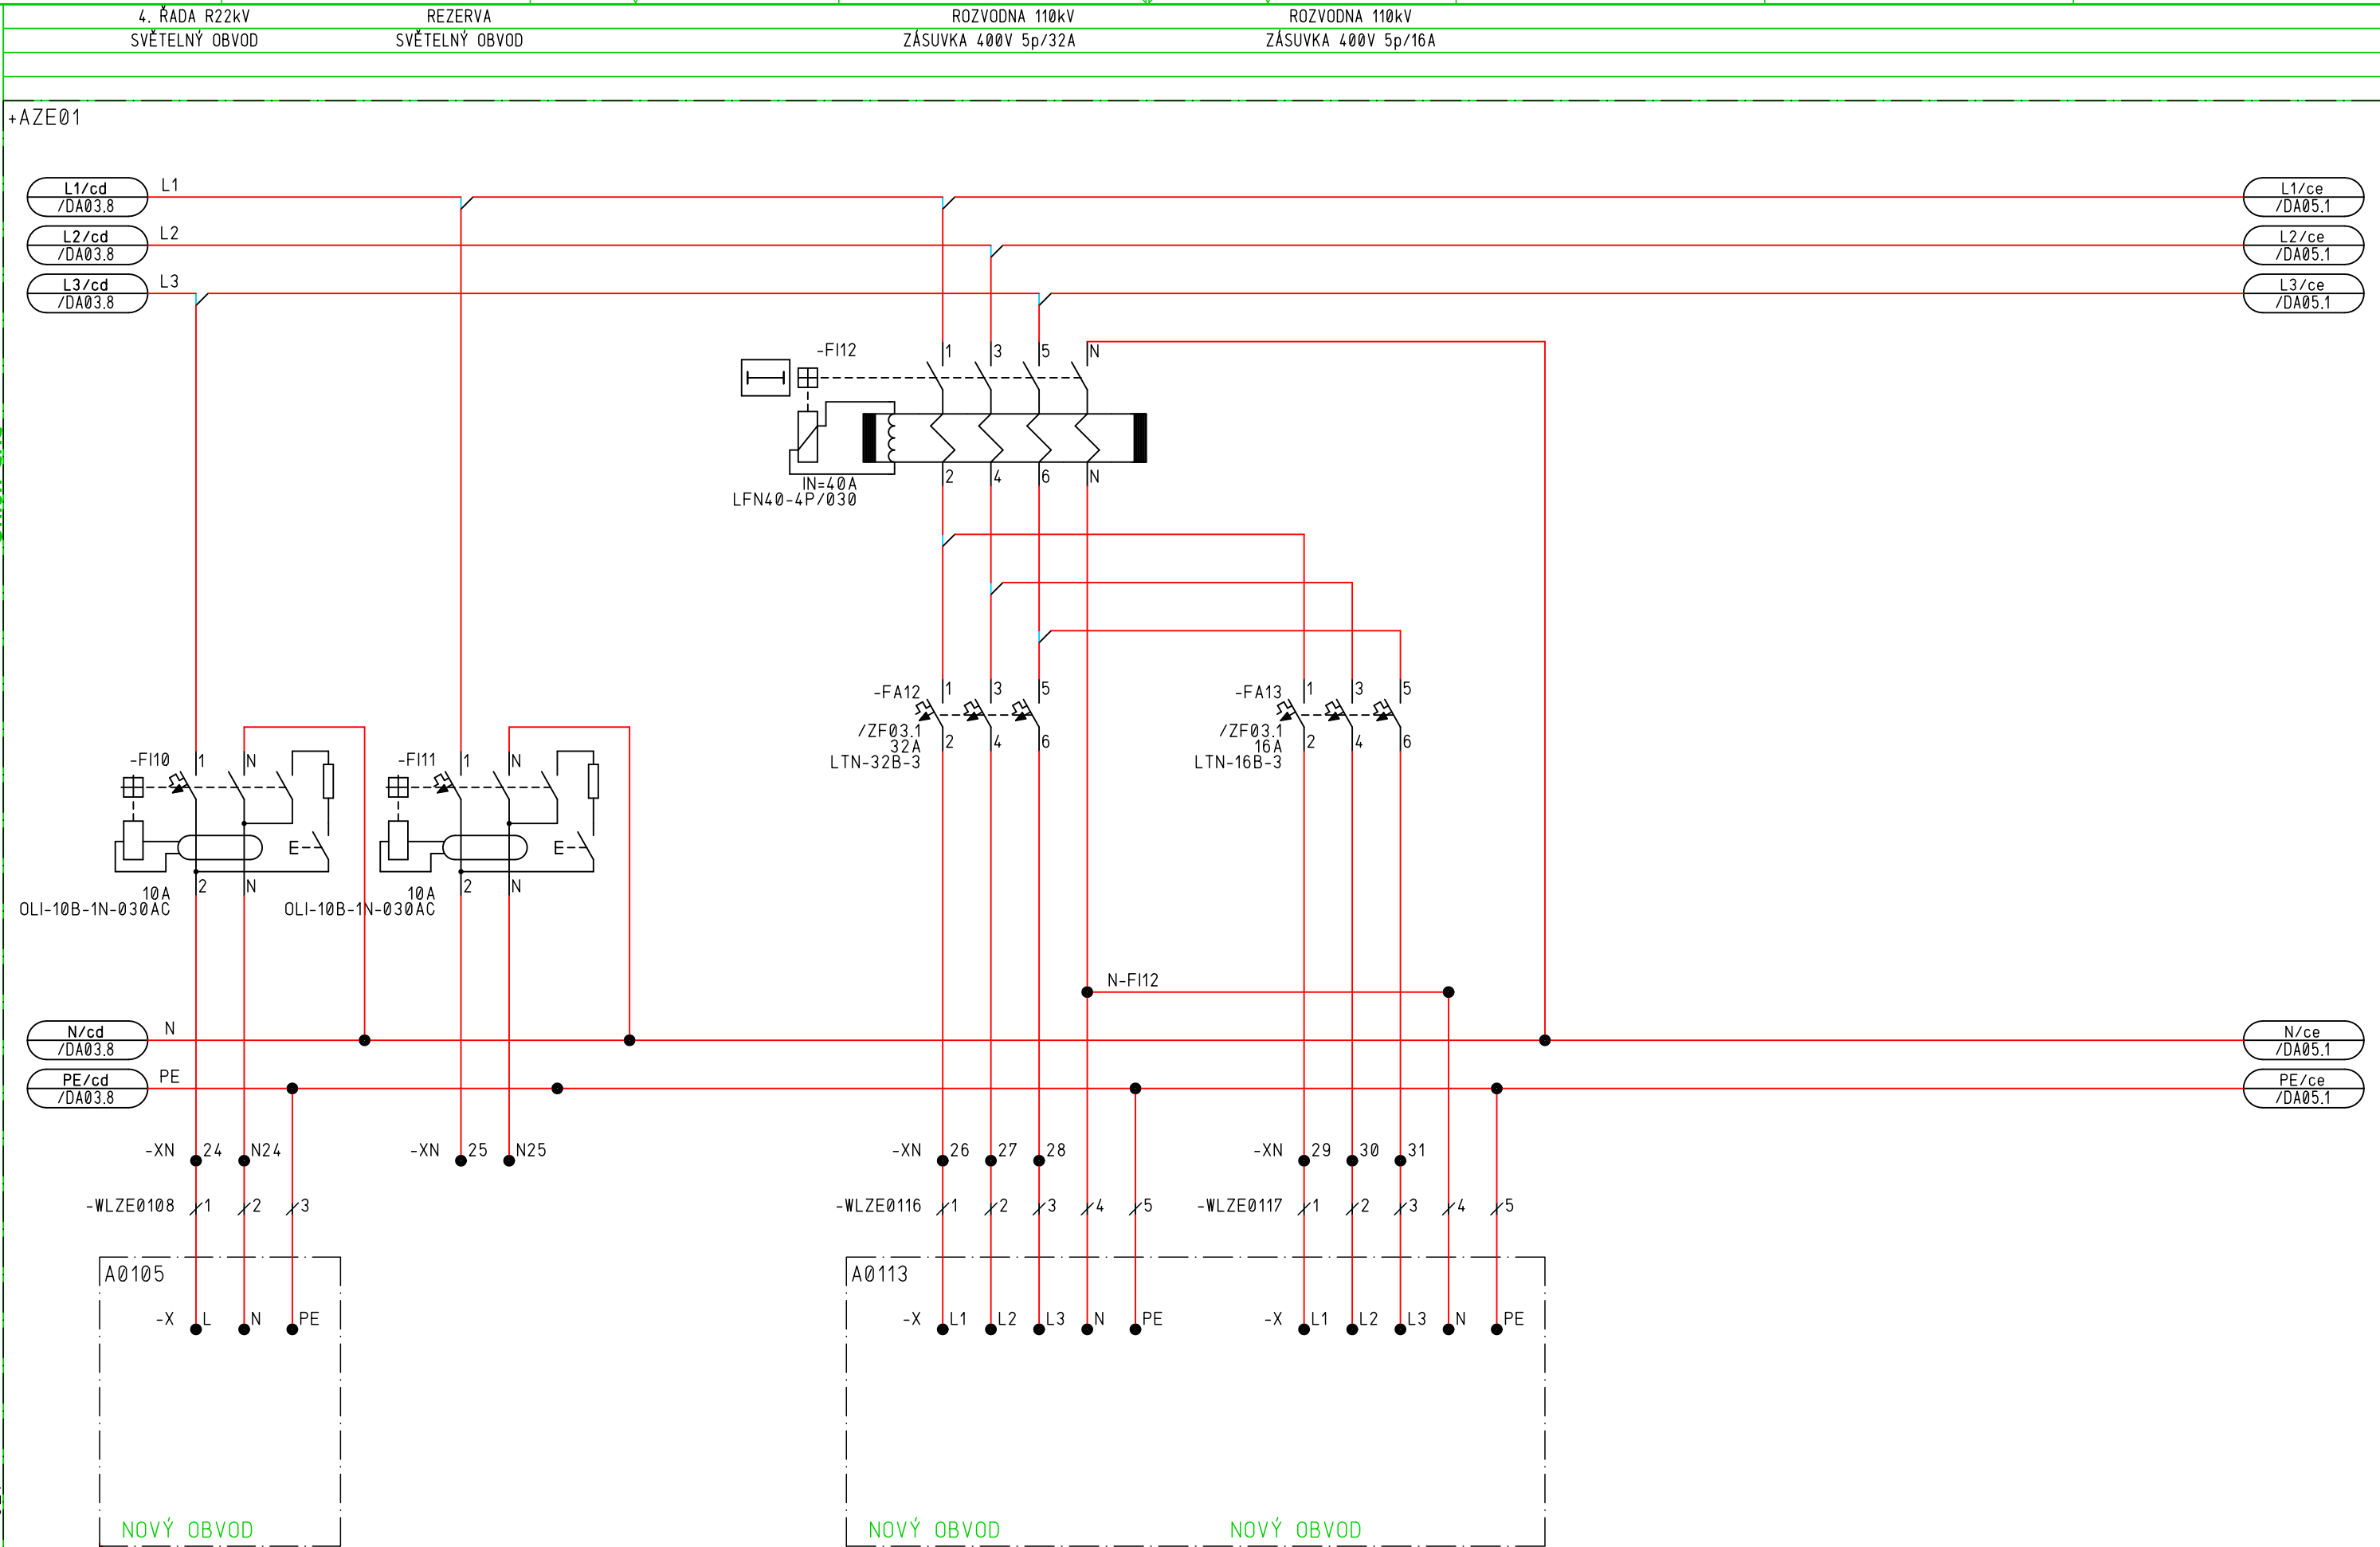 4. ŘADA R22kV
REZERVA
ROZVODNA 110kV
ROZVODNA 110kV
SVĚTELNÝ OBVOD
SVĚTELNÝ OBVOD
ZÁSUVKA 400V 5p/32A
ZÁSUVKA 400V 5p/16A
+AZE01
L1/cd
/DA03.8
L1
L1/ce
/DA05.1
L2/cd
/DA03.8
L2
L2/ce
/DA05.1
L3/cd
/DA03.8
L3
L3/ce
/DA05.1
-FI12
1
3
5
N
2
4
6
N
IN=40A
LFN40-4P/030
-FA12
1
3
5
/ZF03.1
32A
LTN-32B-3
2
4
6
-FA13
1
3
5
/ZF03.1
16A
LTN-16B-3
2
4
6
-FI10
1
N
E
2
N
10A
OLI-10B-1N-030AC
-FI11
1
N
E
2
N
10A
OLI-10B-1N-030AC
N-FI12
N/cd
/DA03.8
N
N/ce
/DA05.1
PE/cd
/DA03.8
PE
PE/ce
/DA05.1
-XN 24 N24
-XN 25 N25
-XN 26 27 28
-XN 29 30 31
-WLZE0108 1 2 3
-WLZE0116 1 2 3 4 5
-WLZE0117 1 2 3 4 5
A0105
A0113
-X L N PE
-X L1 L2 L3 N PE
-X L1 L2 L3 N PE
NOVÝ OBVOD
NOVÝ OBVOD
NOVÝ OBVOD